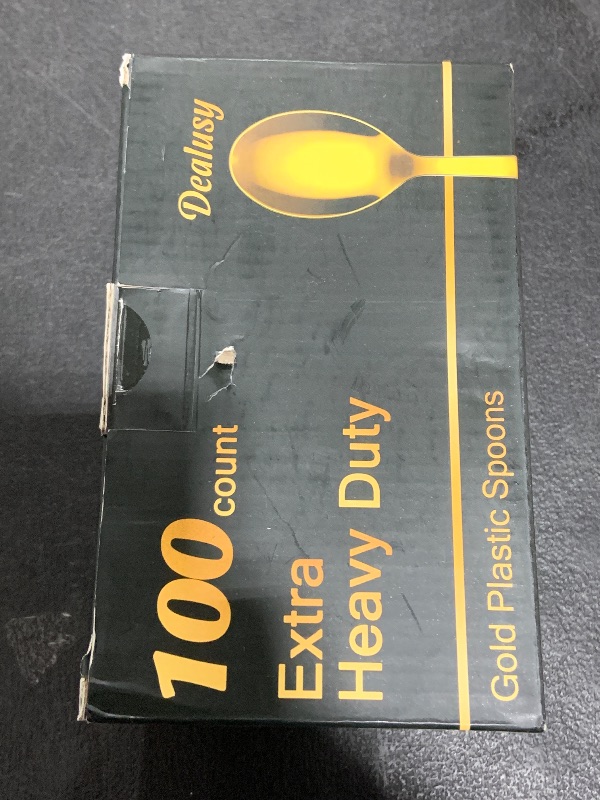 Dealusy
100 count
Extra
Heavy Duty
Gold Plastic Spoons